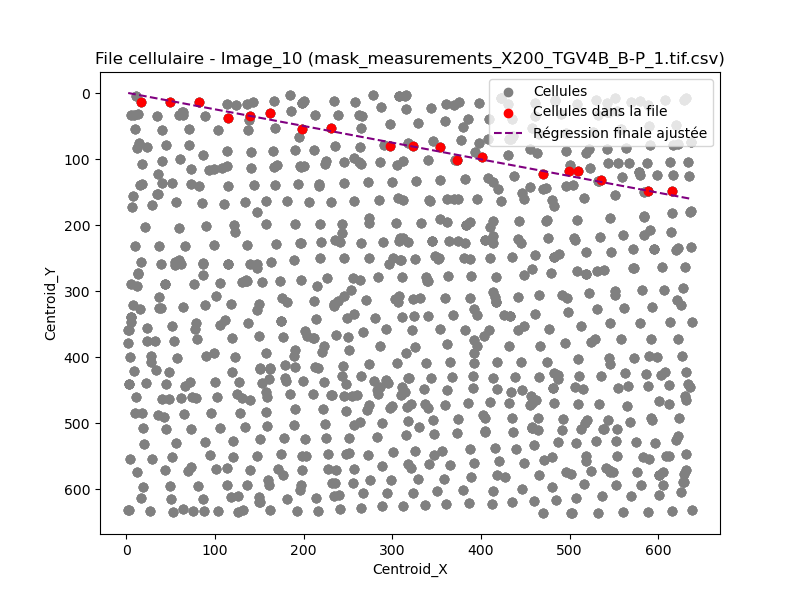 File cellulaire - Image_10 (mask_measurements_X200_TGV4B_B-P_1.tif.csv)
Cellules
Cellules dans la file
Régression finale ajustée
Centroid_Y
0
100
200
300
400
500
600
0 100 200 300 400 500 600
Centroid_X